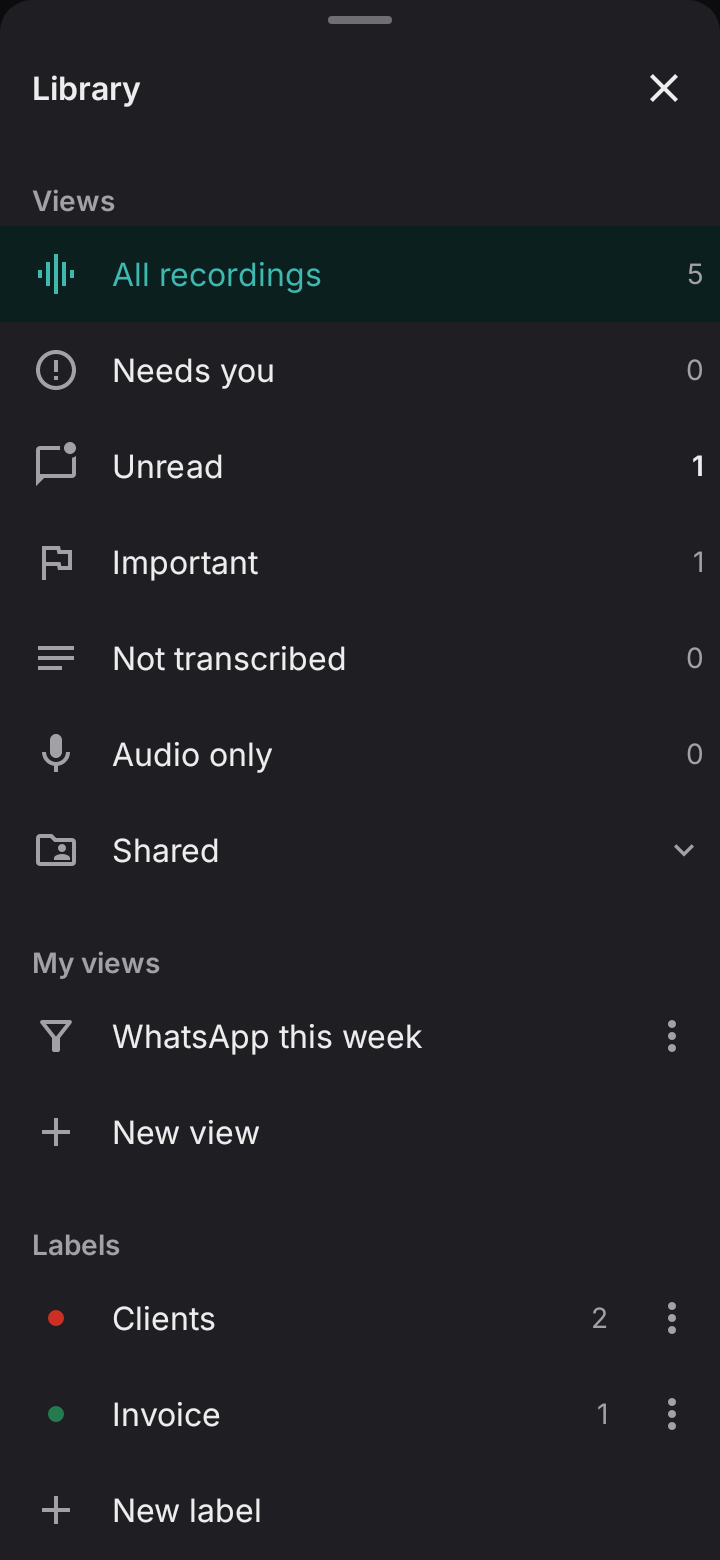 Library
Views
All recordings 5
Needs you 0
Unread 1
Important 1
Not transcribed 0
Audio only 0
Shared
My views
WhatsApp this week
New view
Labels
Clients 2
Invoice 1
New label